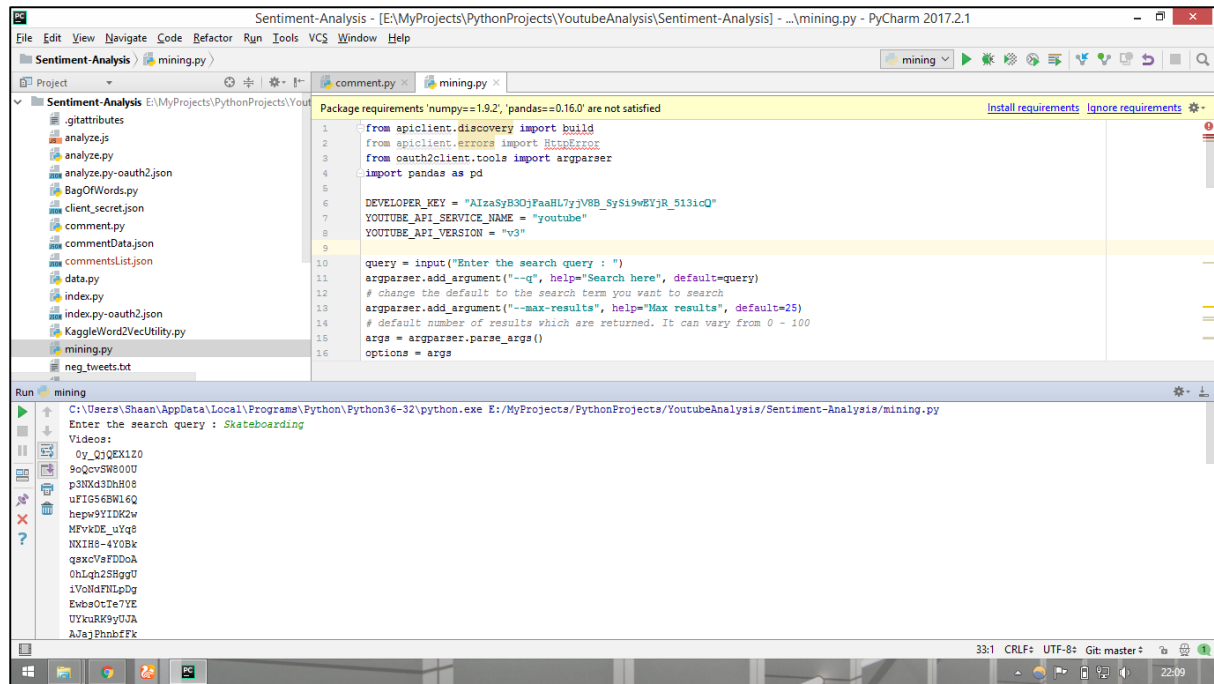 Sentiment-Analysis - [E:\MyProjects\PythonProjects\YoutubeAnalysis\Sentiment-Analysis] - ...\mining.py - PyCharm 2017.2.1
File Edit View Navigate Code Refactor Run Tools VCS Window Help
Sentiment-Analysis mining.py
mining
Project
comment.py
mining.py
Sentiment-Analysis E:\MyProjects\PythonProjects\Yout
.gitattributes
analyze.js
analyze.py
analyze.py-oauth2.json
BagOfWords.py
client_secret.json
comment.py
commentData.json
commentsList.json
data.py
index.py
index.py-oauth2.json
KaggleWord2VecUtility.py
mining.py
neg_tweets.txt
Package requirements 'numpy==1.9.2', 'pandas==0.16.0' are not satisfied
Install requirements Ignore requirements
1 from apiclient.discovery import build
2 from apiclient.errors import HttpError
3 from oauth2client.tools import argparser
4 import pandas as pd
5
6 DEVELOPER_KEY = "AIzaSyB3OjFaaHL7yjV8B_SySi9wEYjR_513icQ"
7 YOUTUBE_API_SERVICE_NAME = "youtube"
8 YOUTUBE_API_VERSION = "v3"
9
10 query = input("Enter the search query : ")
11 argparser.add_argument("--q", help="Search here", default=query)
12 # change the default to the search term you want to search
13 argparser.add_argument("--max-results", help="Max results", default=25)
14 # default number of results which are returned. It can vary from 0 - 100
15 args = argparser.parse_args()
16 options = args
Run mining
C:\Users\Shaan\AppData\Local\Programs\Python\Python36-32\python.exe E:/MyProjects/PythonProjects/YoutubeAnalysis/Sentiment-Analysis/mining.py
Enter the search query : Skateboarding
Videos:
0y_QjQEX1Z0
9oQcvSW800U
p3NXd3DhH08
uFIG56BW16Q
hepw9YIDK2w
MFvkDE_uYq8
NXIH8-4Y0Bk
qsxcVsFDDoA
0hLqh2SHggU
iVoNdFNLpDg
EwbsOtTe7YE
UYkuRK9yUJA
AJajPhnbfFk
33:1 CRLF UTF-8 Git: master 1
22:09